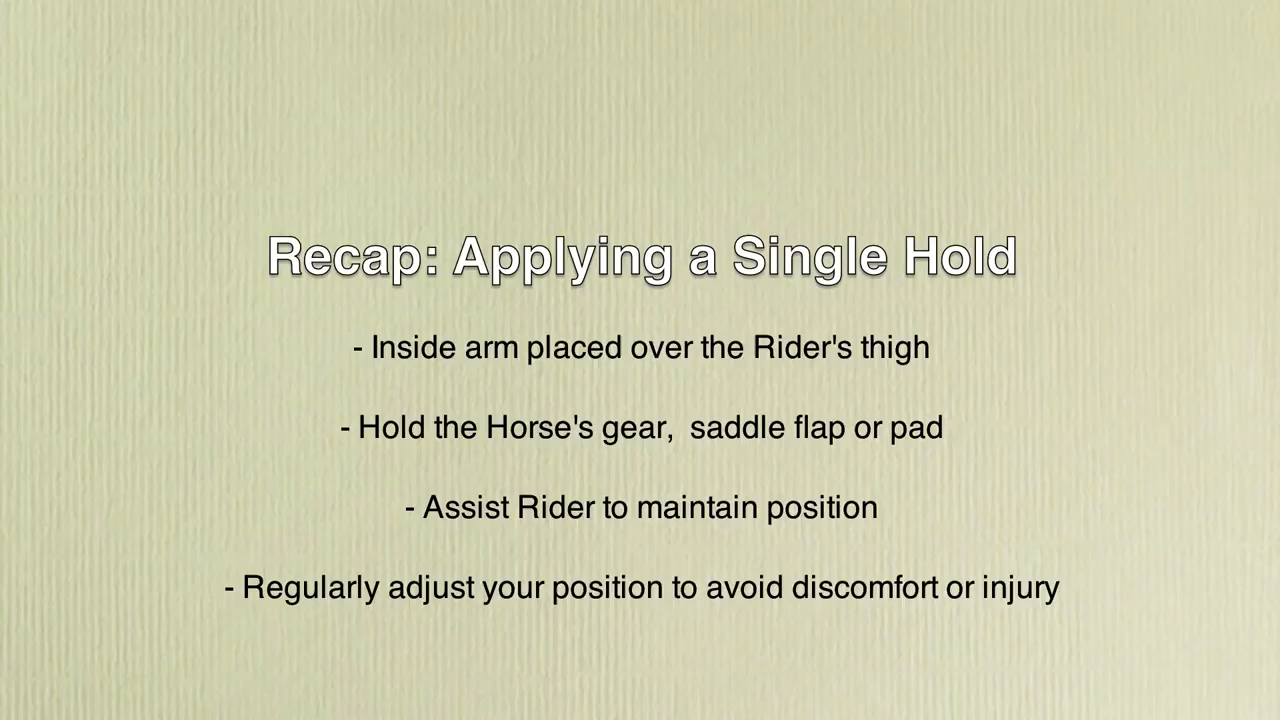 Recap: Applying a Single Hold
- Inside arm placed over the Rider's thigh
- Hold the Horse's gear,  saddle flap or pad
- Assist Rider to maintain position
- Regularly adjust your position to avoid discomfort or injury